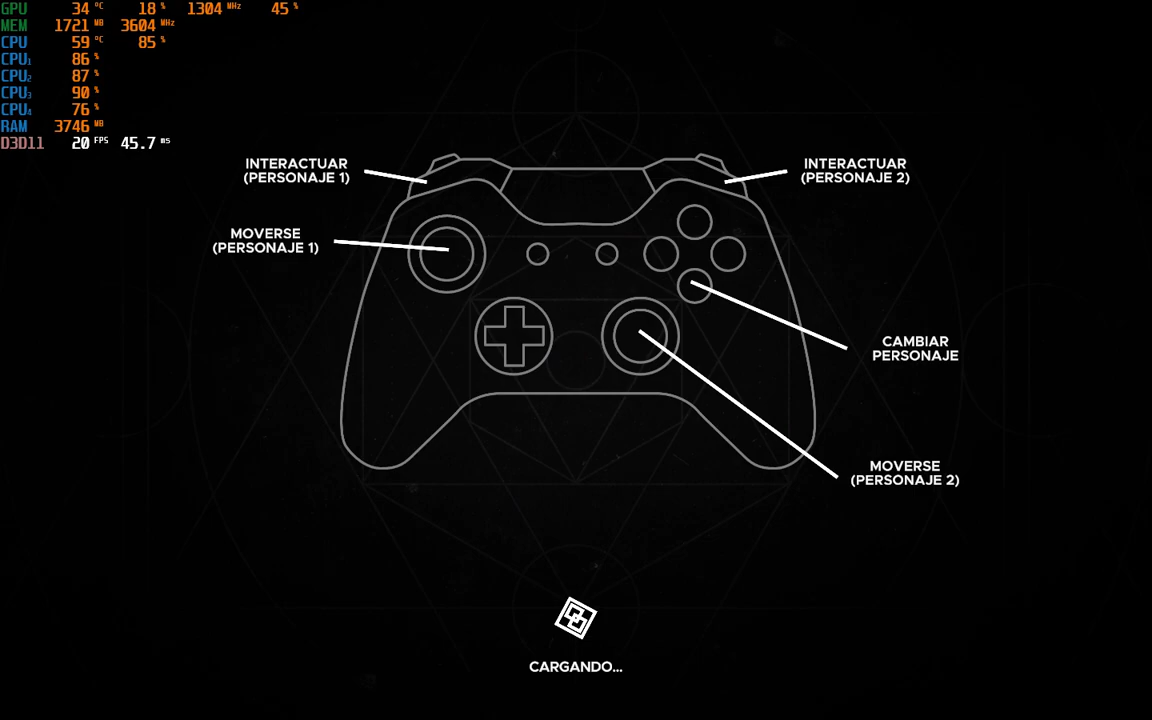 GPU 34 °C 18 % 1304 MHz 45 %
MEM 1721 MB 3604 MHz
CPU 59 °C 85 %
CPU1 86 %
CPU2 87 %
CPU3 90 %
CPU4 76 %
RAM 3746 MB
D3D11 20 FPS 45.7 ms
INTERACTUAR
(PERSONAJE 1)
INTERACTUAR
(PERSONAJE 2)
MOVERSE
(PERSONAJE 1)
CAMBIAR
PERSONAJE
MOVERSE
(PERSONAJE 2)
CARGANDO...